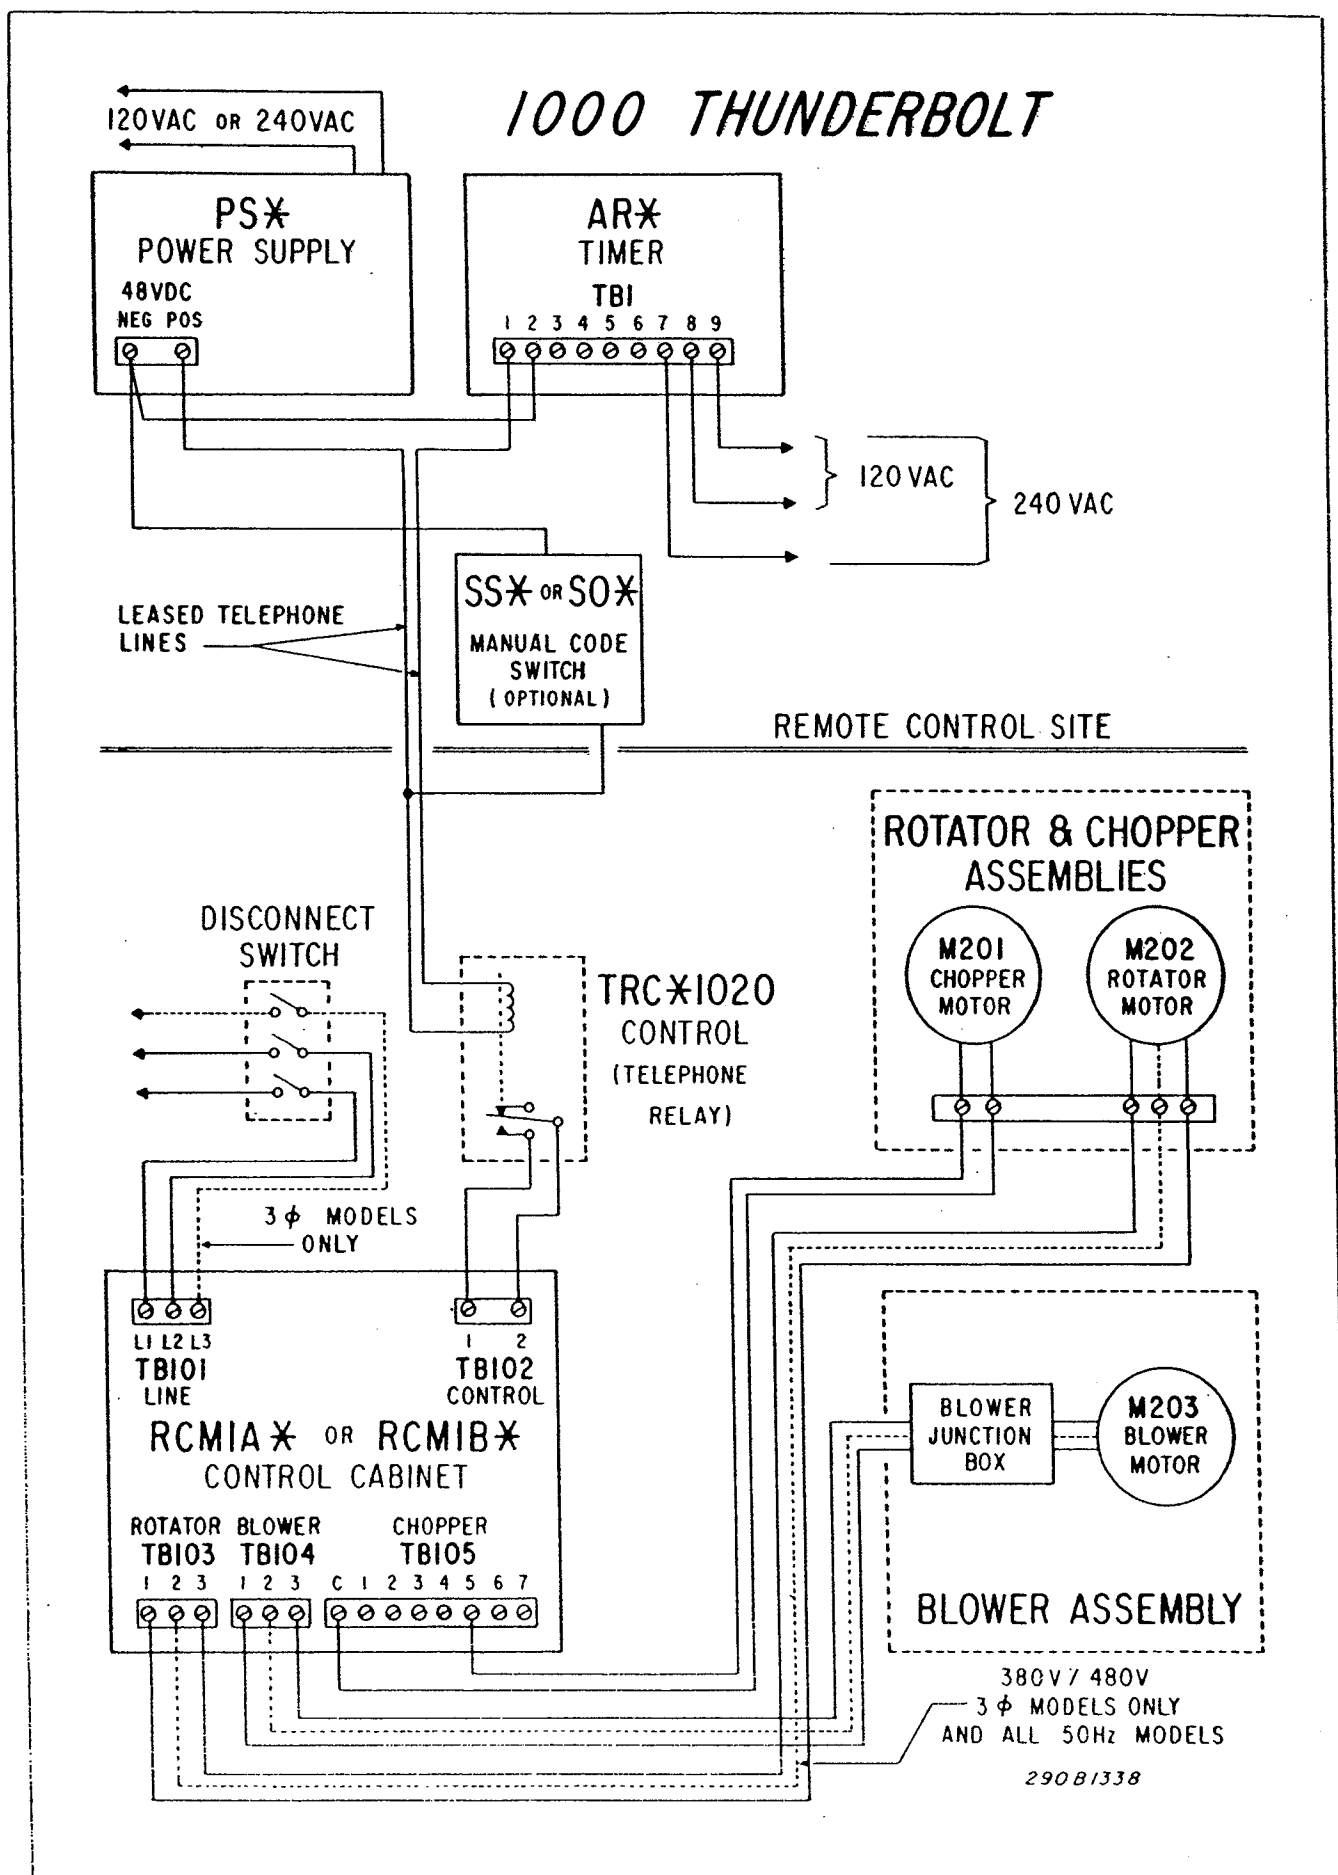 1000 THUNDERBOLT
120VAC OR 240VAC
PS*
POWER SUPPLY
48VDC
NEG POS
AR*
TIMER
TB1
1 2 3 4 5 6 7 8 9
120 VAC
240 VAC
SS* OR SO*
MANUAL CODE
SWITCH
(OPTIONAL)
LEASED TELEPHONE
LINES
REMOTE CONTROL SITE
ROTATOR & CHOPPER
ASSEMBLIES
M201
CHOPPER
MOTOR
M202
ROTATOR
MOTOR
DISCONNECT
SWITCH
TRC*1020
CONTROL
(TELEPHONE
RELAY)
3 ϕ MODELS
ONLY
L1 L2 L3
TB101
LINE
1 2
TB102
CONTROL
RCM1A* OR RCM1B*
CONTROL CABINET
ROTATOR
TB103
1 2 3
BLOWER
TB104
1 2 3
CHOPPER
TB105
C 1 2 3 4 5 6 7
BLOWER
JUNCTION
BOX
M203
BLOWER
MOTOR
BLOWER ASSEMBLY
380V / 480V
3 ϕ MODELS ONLY
AND ALL 50Hz MODELS
290B1338